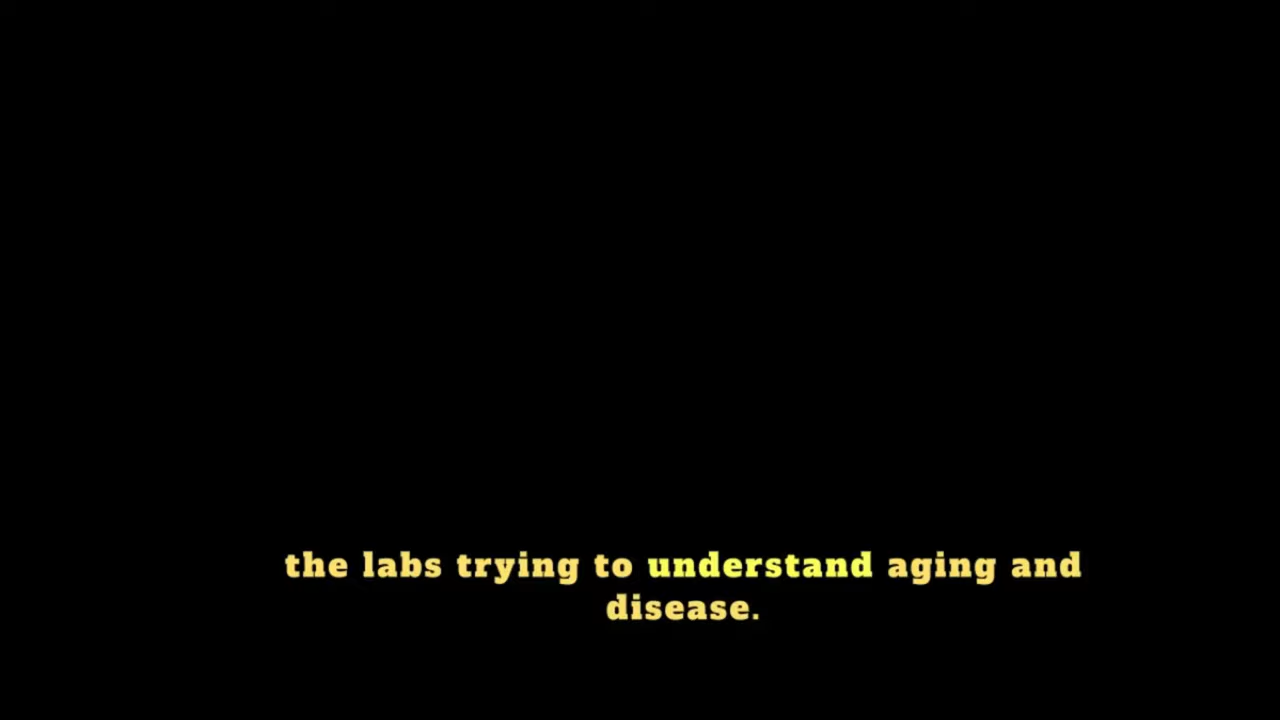 the labs trying to understand aging and
disease.